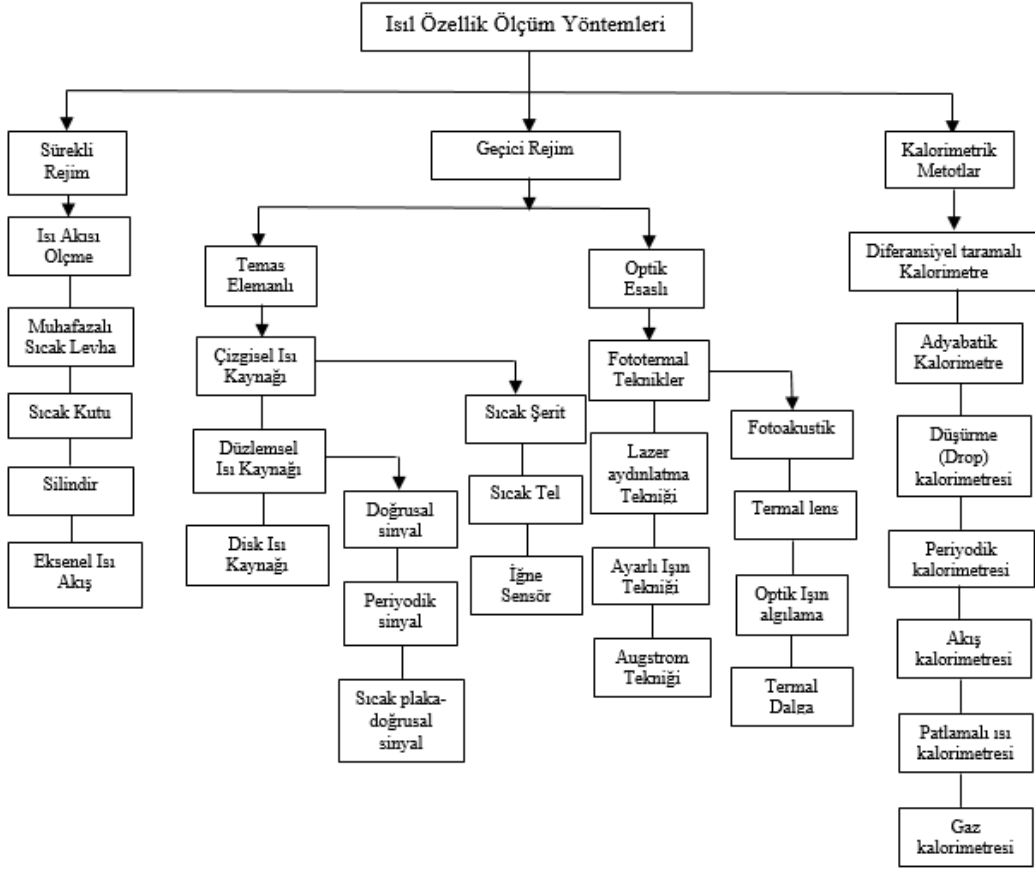 Isıl Özellik Ölçüm Yöntemleri
Sürekli
Rejim
Geçici Rejim
Kalorimetrik
Metotlar
Isı Akısı
Olçme
Temas
Elemanlı
Optik
Esaslı
Diferansiyel taramalı
Kalorimetre
Muhafazalı
Sıcak Levha
Çizgisel Isı
Kaynağı
Fototermal
Teknikler
Adyabatik
Kalorimetre
Sıcak Kutu
Sıcak Şerit
Fotoakustik
Düşürme
(Drop)
kalorimetresi
Düzlemsel
Isı Kaynağı
Lazer
aydınlatma
Tekniği
Silindir
Doğrusal
sinyal
Sıcak Tel
Termal lens
Disk Isı
Kaynağı
Periyodik
kalorimetresi
Eksenel Isı
Akış
Periyodik
sinyal
İğne
Sensör
Ayarlı Işın
Tekniği
Optik Işın
algılama
Akış
kalorimetresi
Augstrom
Tekniği
Sıcak plaka-
doğrusal
sinyal
Termal
Dalga
Patlamalı ısı
kalorimetresi
Gaz
kalorimetresi